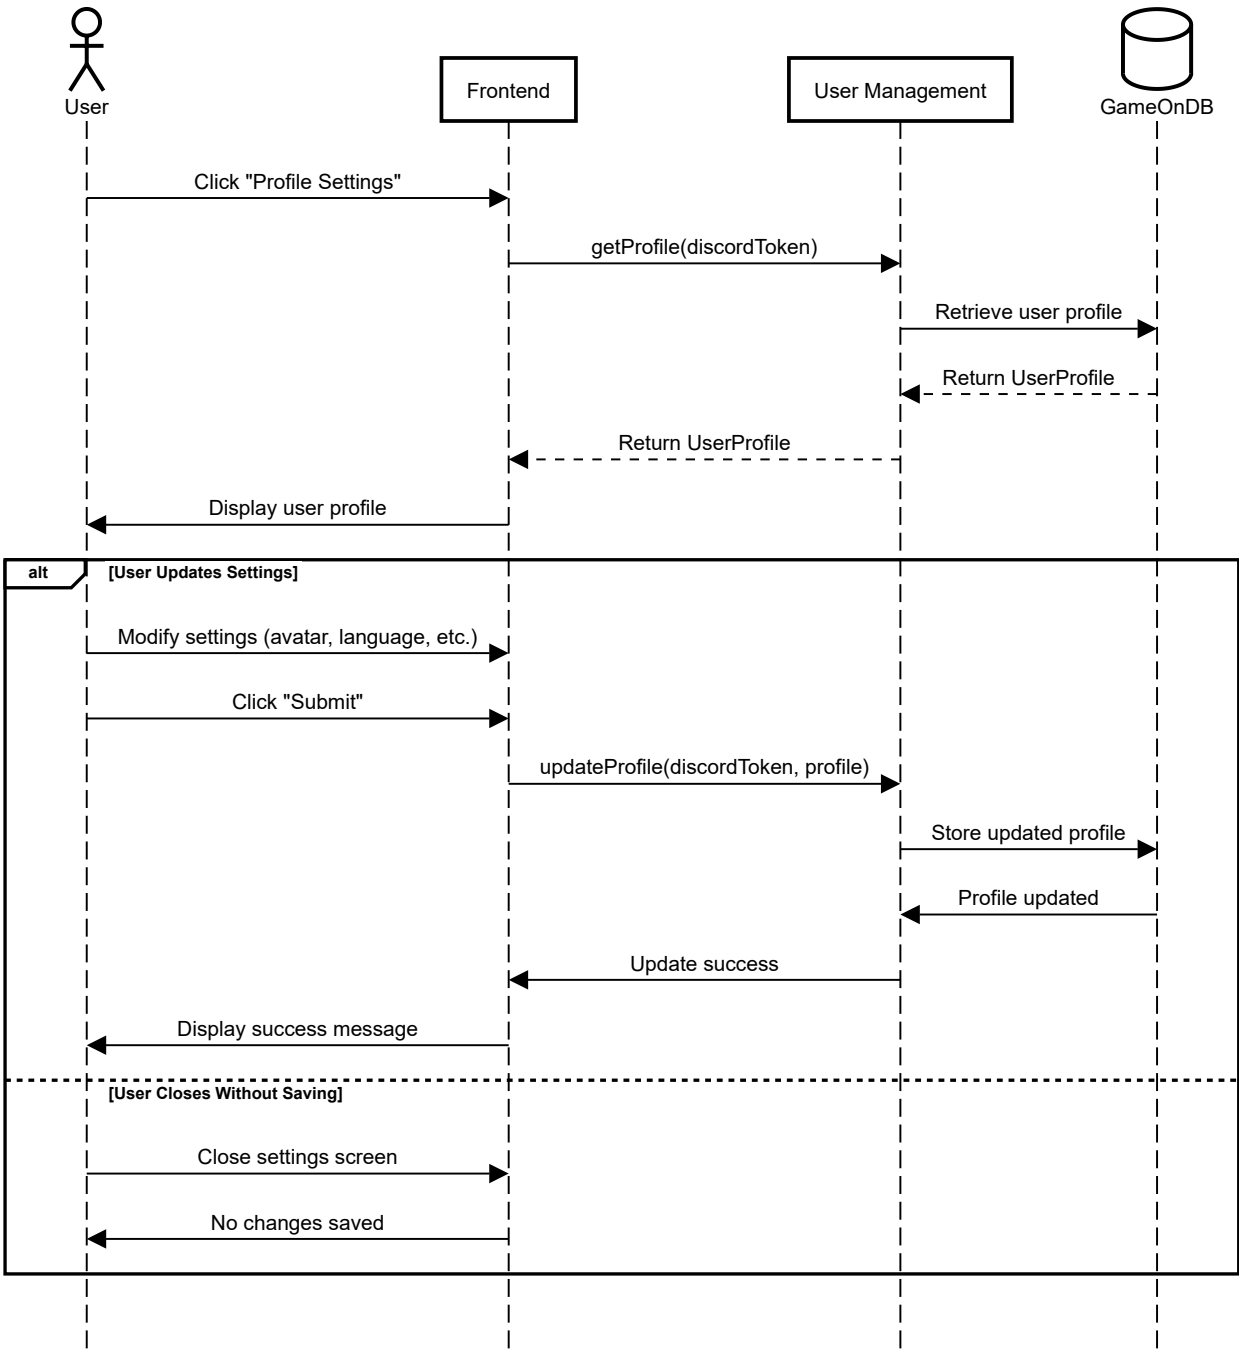 User
Frontend
User Management
GameOnDB
Click "Profile Settings"
getProfile(discordToken)
Retrieve user profile
Return UserProfile
Return UserProfile
Display user profile
alt
[User Updates Settings]
Modify settings (avatar, language, etc.)
Click "Submit"
updateProfile(discordToken, profile)
Store updated profile
Profile updated
Update success
Display success message
[User Closes Without Saving]
Close settings screen
No changes saved